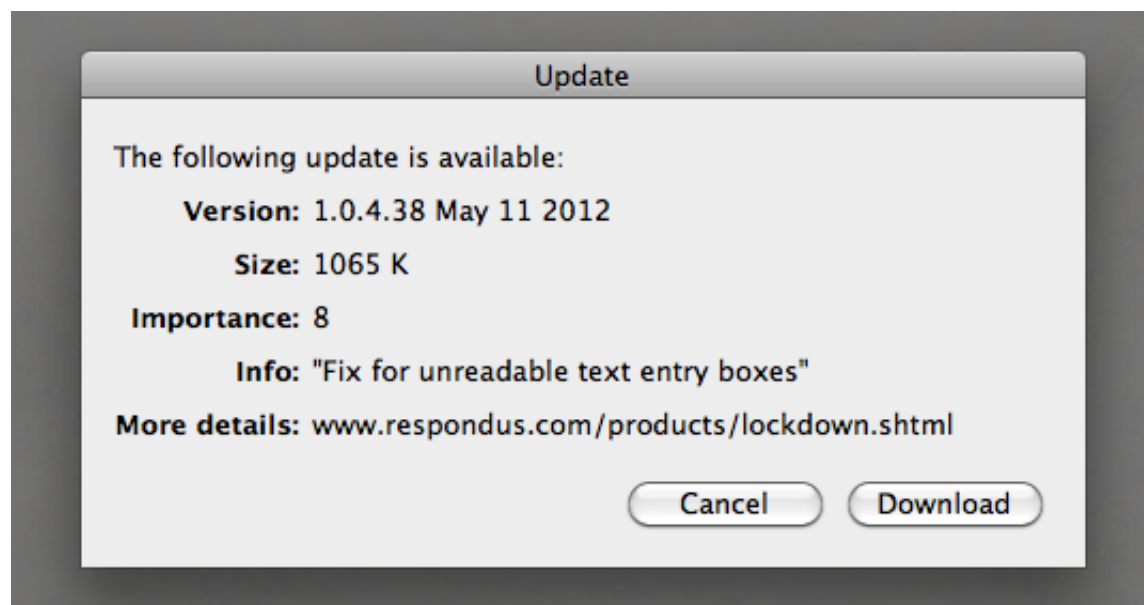 Update
The following update is available:
Version: 1.0.4.38 May 11 2012
Size: 1065 K
Importance: 8
Info: "Fix for unreadable text entry boxes"
More details: www.respondus.com/products/lockdown.shtml
Cancel Download